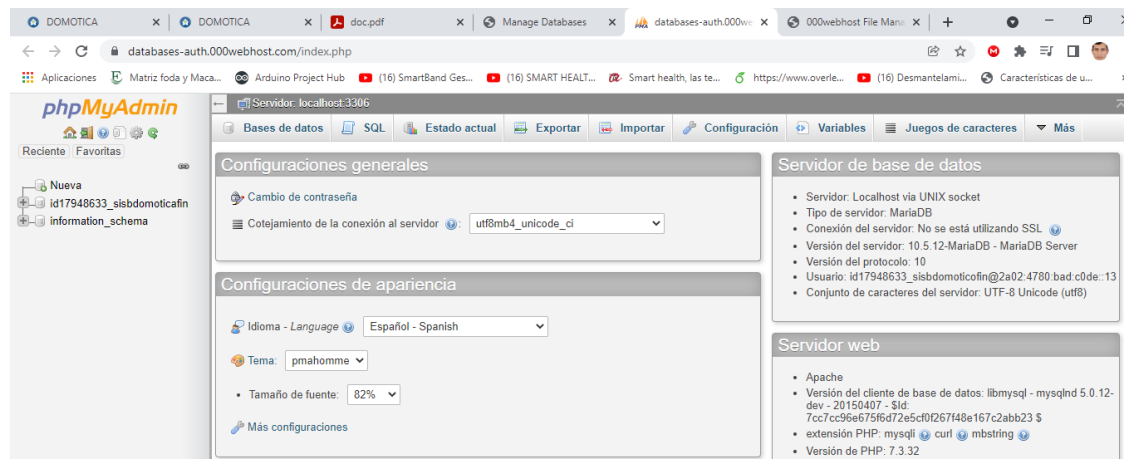 DOMOTICA
DOMOTICA
doc.pdf
Manage Databases
databases-auth.000we
000webhost File Mana
databases-auth.000webhost.com/index.php
Aplicaciones
Matriz foda y Maca...
Arduino Project Hub
(16) SmartBand Ges...
(16) SMART HEALT...
Smart health, las te...
https://www.overle...
(16) Desmantelami...
Características de u...
phpMyAdmin
Reciente Favoritas
Nueva
id17948633_sisbdomoticafin
information_schema
Servidor: localhost:3306
Bases de datos
SQL
Estado actual
Exportar
Importar
Configuración
Variables
Juegos de caracteres
Más
Configuraciones generales
Cambio de contraseña
Cotejamiento de la conexión al servidor : utf8mb4_unicode_ci
Configuraciones de apariencia
Idioma - Language Español - Spanish
Tema: pmahomme
Tamaño de fuente: 82%
Más configuraciones
Servidor de base de datos
Servidor: Localhost via UNIX socket
Tipo de servidor: MariaDB
Conexión del servidor: No se está utilizando SSL
Versión del servidor: 10.5.12-MariaDB - MariaDB Server
Versión del protocolo: 10
Usuario: id17948633_sisbdomoticofin@2a02:4780:bad:c0de::13
Conjunto de caracteres del servidor: UTF-8 Unicode (utf8)
Servidor web
Apache
Versión del cliente de base de datos: libmysql - mysqlnd 5.0.12-
dev - 20150407 - $Id:
7cc7cc96e675f6d72e5cf0f267f48e167c2abb23 $
extensión PHP: mysqli curl mbstring
Versión de PHP: 7.3.32